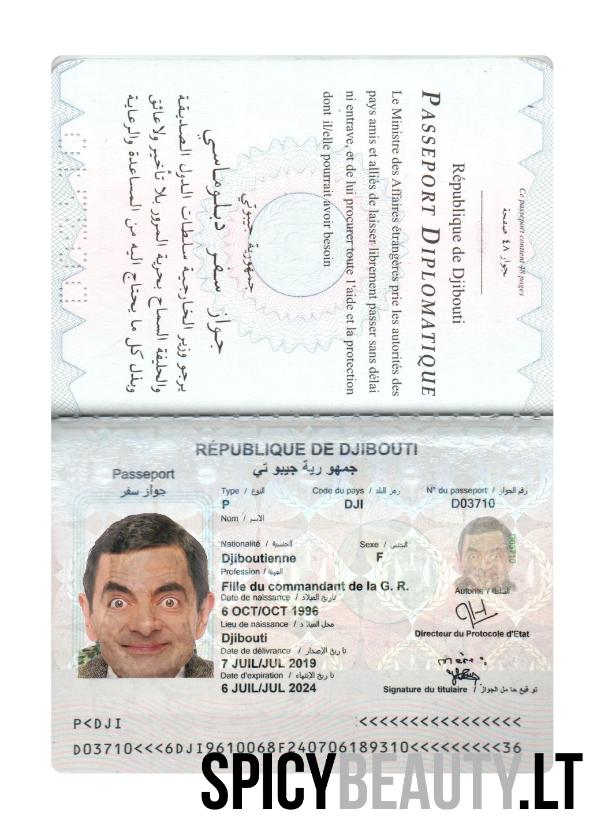 Ce passeport contient 48 pages
جواز ٤٨ صفحة
République de Djibouti
PASSEPORT DIPLOMATIQUE
Le Ministre des Affaires étrangères prie les autorités des
pays amis et alliés de laisser librement passer sans délai
ni entrave, et de lui procurer toute l'aide et la protection
dont il/elle pourrait avoir besoin
جمهورية جيبوتي
جواز سفر دبلوماسي
يرجو وزير الخارجية سلطات الدول الصديقة
والحليفة السماح بحرية المرور بلا تأخير ولاعائق
وبذل كل ما يحتاج اليه من المساعدة والرعاية
RÉPUBLIQUE DE DJIBOUTI
جمهورية جيبوتي
Passeport
جواز سفر
Type / النوع Code du pays / رمز البلد N° du passeport / رقم الجواز
P DJI D03710
Nom / الاسم
Nationalité / الجنسية Sexe / الجنس
Djiboutienne F
Profession / المهنة
Fille du commandant de la G. R.
Date de naissance / تاريخ الميلاد
6 OCT/OCT 1996
Lieu de naissance / محل الميلاد
Djibouti
Date de délivrance / تاريخ الإصدار
7 JUIL/JUL 2019
Date d'expiration / تاريخ الإنتهاء
6 JUIL/JUL 2024
Autorité / السلطة
Directeur du Protocole d'Etat
mère :
Signature du titulaire / توقيع حامل الجواز
P<DJI <<<<<<<<<<<<<<<<<
D03710<<<6DJI9610068F240706189310<<<<<<<<<36
SPICYBEAUTY.LT